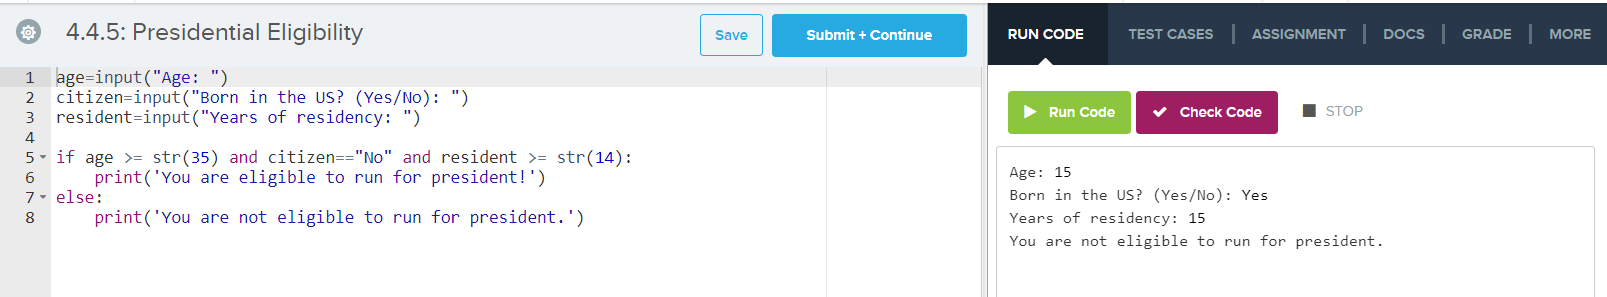 4.4.5: Presidential Eligibility
Save
Submit + Continue
1 age=input("Age: ")
2 citizen=input("Born in the US? (Yes/No): ")
3 resident=input("Years of residency: ")
4
5 if age >= str(35) and citizen=="No" and resident >= str(14):
6 print('You are eligible to run for president!')
7 else:
8 print('You are not eligible to run for president.')
RUN CODE
TEST CASES
ASSIGNMENT
DOCS
GRADE
MORE
Run Code
Check Code
STOP
Age: 15
Born in the US? (Yes/No): Yes
Years of residency: 15
You are not eligible to run for president.